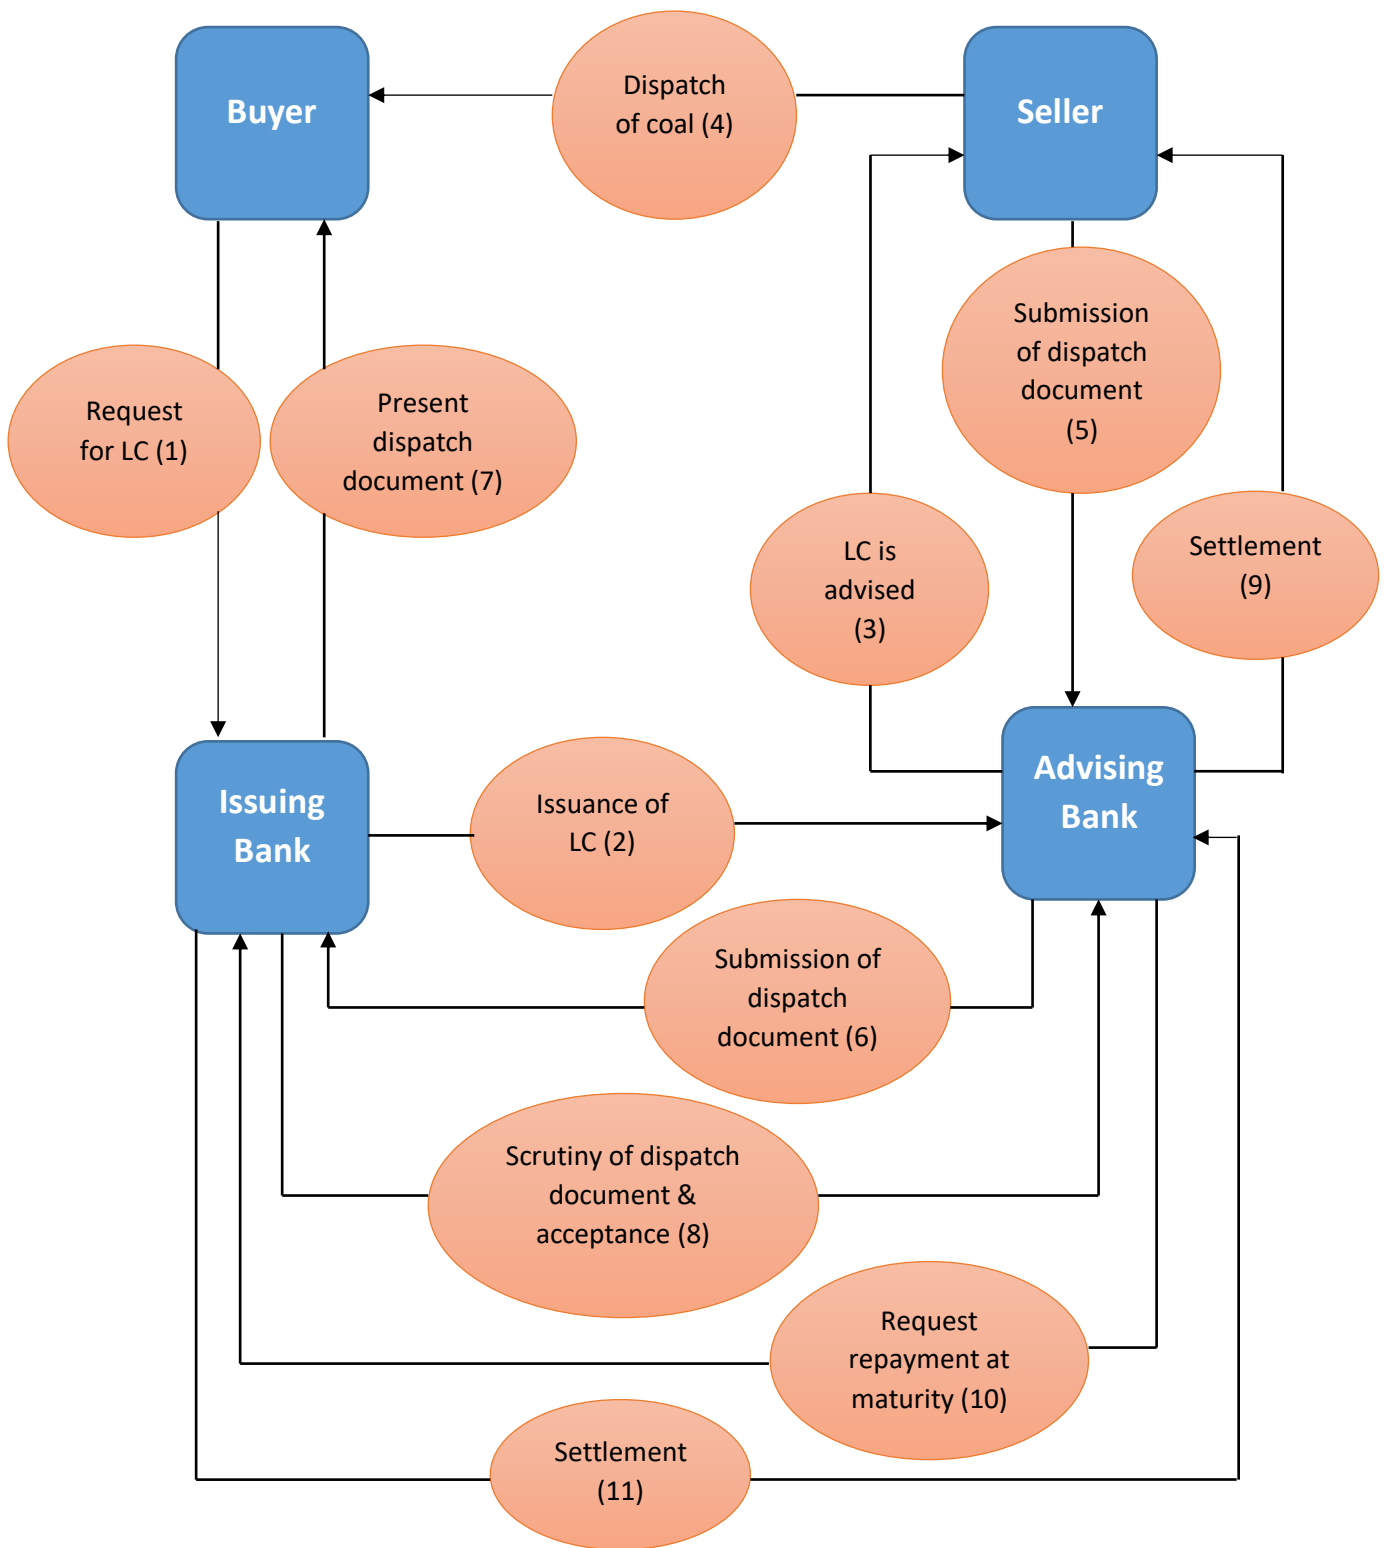 Buyer
Dispatch
of coal (4)
Seller
Request
for LC (1)
Present
dispatch
document (7)
Submission
of dispatch
document
(5)
LC is
advised
(3)
Settlement
(9)
Issuing
Bank
Issuance of
LC (2)
Advising
Bank
Submission of
dispatch
document (6)
Scrutiny of dispatch
document &
acceptance (8)
Request
repayment at
maturity (10)
Settlement
(11)